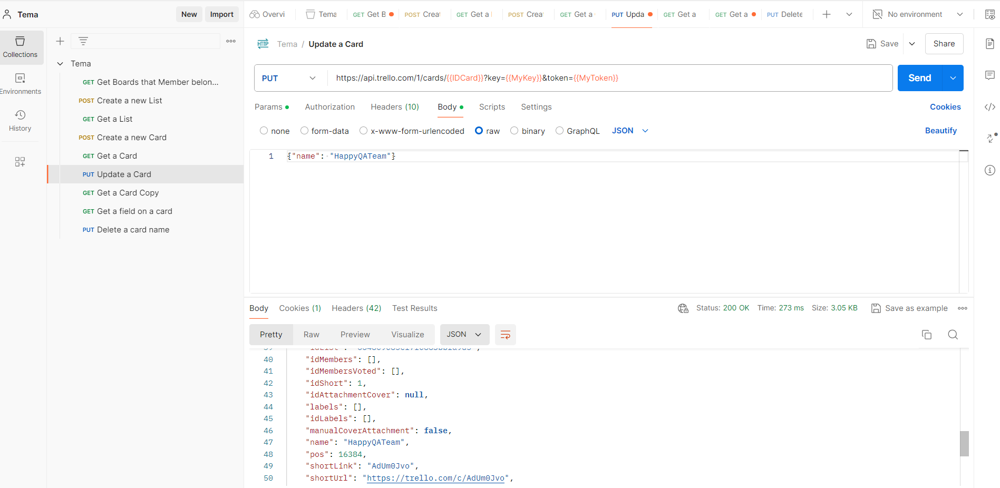 Tema
New
Import
Overvi
Tema
GET Get B
POST Creat
GET Get a
POST Crea
GET Get a
PUT Upda
GET Get a
GET Get a
PUT Delete
No environment
Collections
Environments
History
Tema
GET Get Boards that Member belon...
POST Create a new List
GET Get a List
POST Create a new Card
GET Get a Card
PUT Update a Card
GET Get a Card Copy
GET Get a field on a card
PUT Delete a card name
HTTP
Tema / Update a Card
Save
Share
PUT
https://api.trello.com/1/cards/{{IDCard}}?key={{MyKey}}&token={{MyToken}}
Send
Params
Authorization
Headers (10)
Body
Scripts
Settings
Cookies
none
form-data
x-www-form-urlencoded
raw
binary
GraphQL
JSON
Beautify
1 {"name": "HappyQATeam"}
Body
Cookies (1)
Headers (42)
Test Results
Status: 200 OK
Time: 273 ms
Size: 3.05 KB
Save as example
Pretty
Raw
Preview
Visualize
JSON
40 "idMembers": [],
41 "idMembersVoted": [],
42 "idShort": 1,
43 "idAttachmentCover": null,
44 "labels": [],
45 "idLabels": [],
46 "manualCoverAttachment": false,
47 "name": "HappyQATeam",
48 "pos": 16384,
49 "shortLink": "AdUm0Jvo",
50 "shortUrl": "https://trello.com/c/AdUm0Jvo",